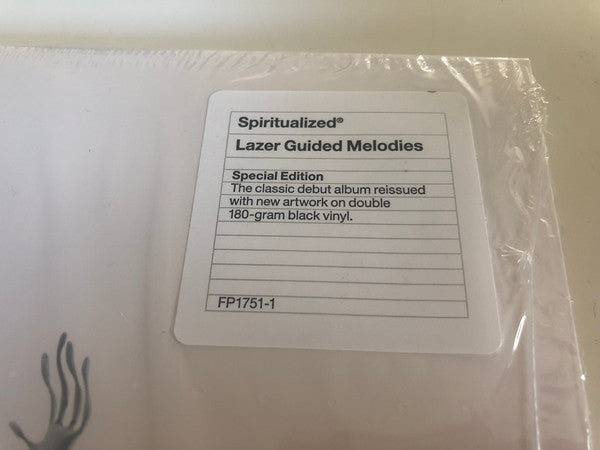 Spiritualized®
Lazer Guided Melodies
Special Edition
The classic debut album reissued
with new artwork on double
180-gram black vinyl.
FP1751-1